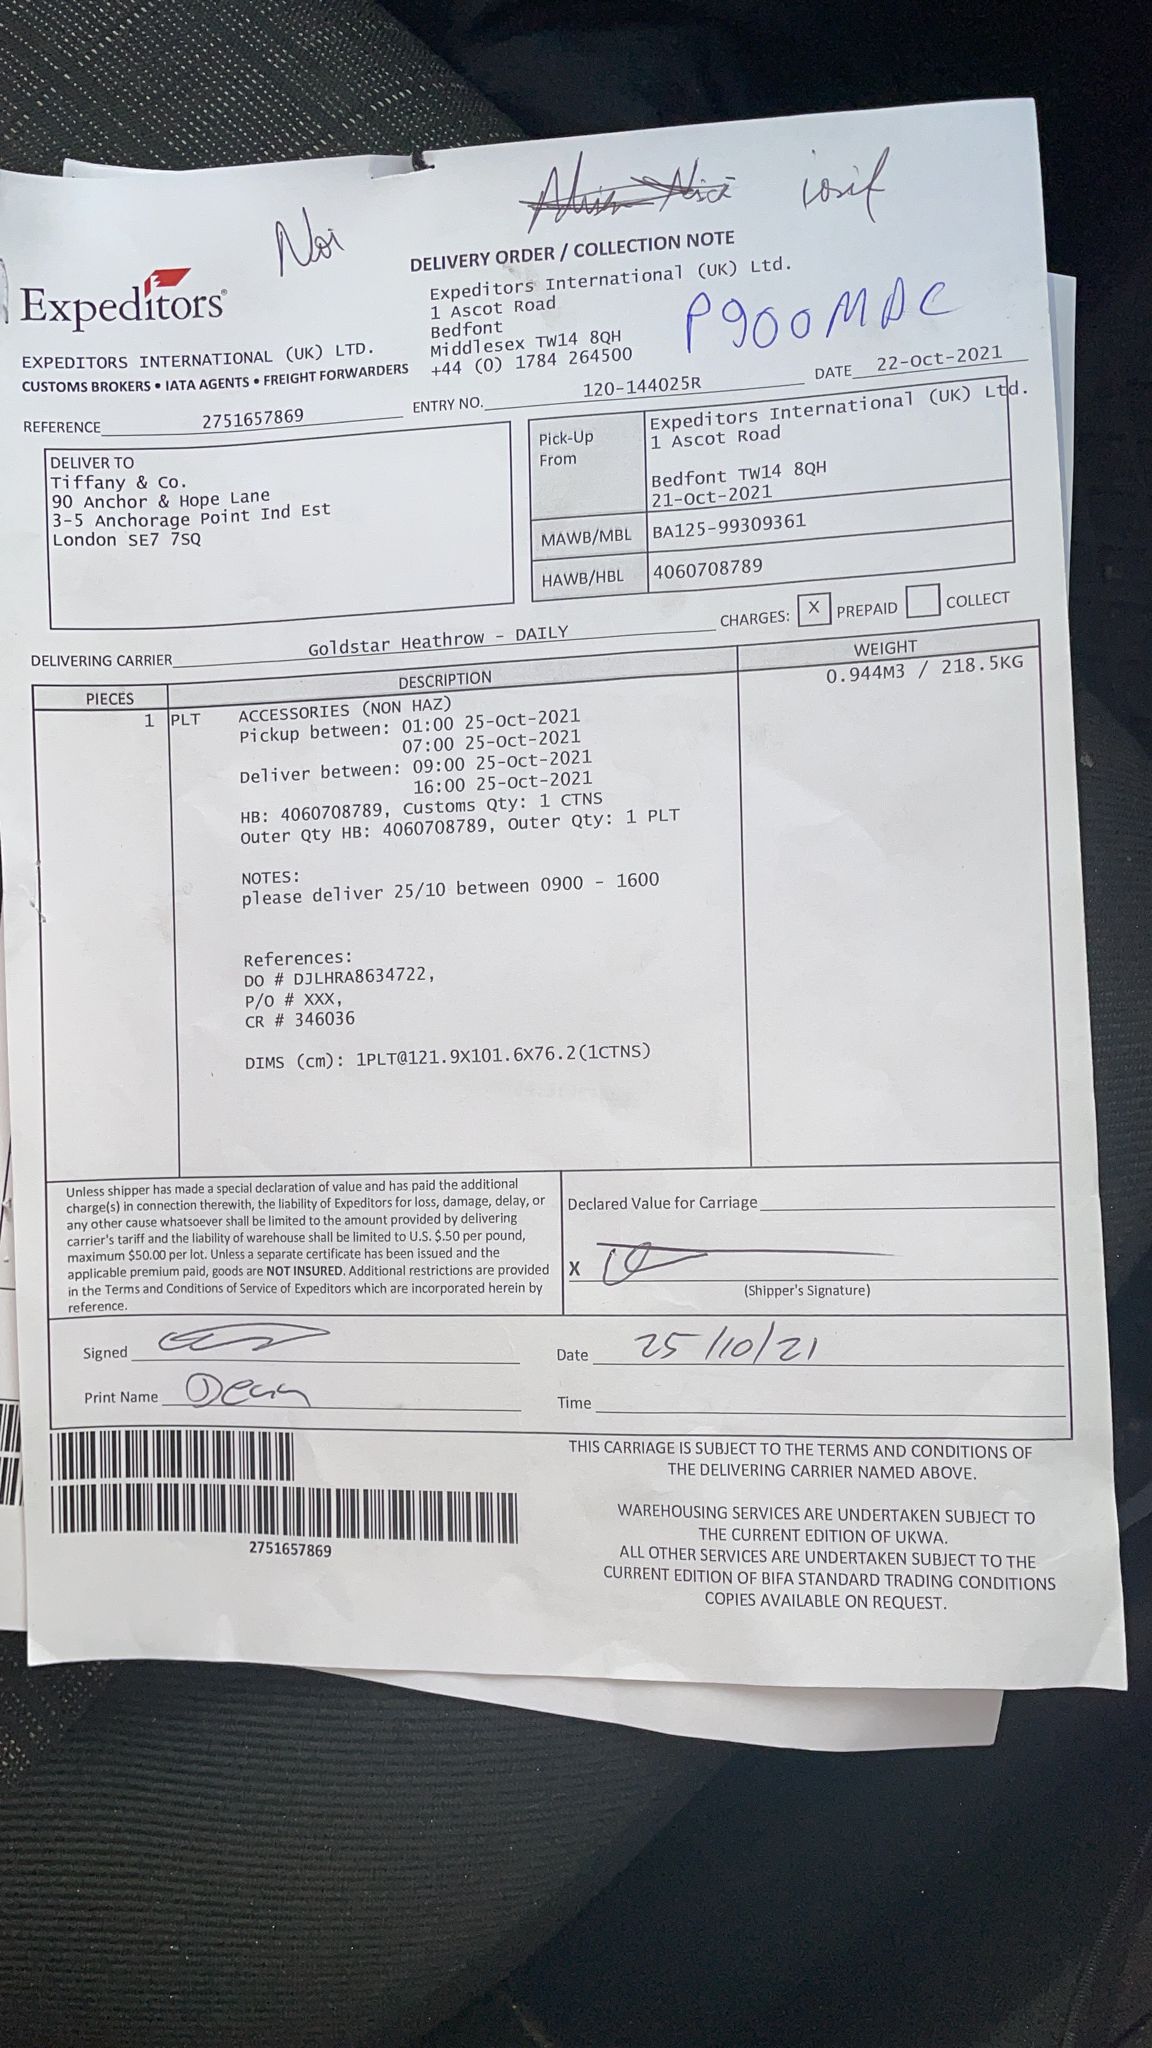 Noi
iosif
DELIVERY ORDER / COLLECTION NOTE
Expeditors®
Expeditors International (UK) Ltd.
1 Ascot Road
Bedfont
Middlesex TW14 8QH
+44 (0) 1784 264500
P900MDC
EXPEDITORS INTERNATIONAL (UK) LTD.
CUSTOMS BROKERS • IATA AGENTS • FREIGHT FORWARDERS
REFERENCE 2751657869 ENTRY NO. 120-144025R DATE 22-Oct-2021
DELIVER TO
Tiffany & Co.
90 Anchor & Hope Lane
3-5 Anchorage Point Ind Est
London SE7 7SQ
Pick-Up From
Expeditors International (UK) Ltd.
1 Ascot Road
Bedfont TW14 8QH
21-Oct-2021
MAWB/MBL BA125-99309361
HAWB/HBL 4060708789
CHARGES: X PREPAID COLLECT
DELIVERING CARRIER Goldstar Heathrow - DAILY
PIECES DESCRIPTION WEIGHT
1 PLT ACCESSORIES (NON HAZ) 0.944M3 / 218.5KG
Pickup between: 01:00 25-Oct-2021
07:00 25-Oct-2021
Deliver between: 09:00 25-Oct-2021
16:00 25-Oct-2021
HB: 4060708789, Customs Qty: 1 CTNS
Outer Qty HB: 4060708789, Outer Qty: 1 PLT
NOTES:
please deliver 25/10 between 0900 - 1600
References:
DO # DJLHRA8634722,
P/O # XXX,
CR # 346036
DIMS (cm): 1PLT@121.9X101.6X76.2(1CTNS)
Unless shipper has made a special declaration of value and has paid the additional
charge(s) in connection therewith, the liability of Expeditors for loss, damage, delay, or
any other cause whatsoever shall be limited to the amount provided by delivering
carrier's tariff and the liability of warehouse shall be limited to U.S. $.50 per pound,
maximum $50.00 per lot. Unless a separate certificate has been issued and the
applicable premium paid, goods are NOT INSURED. Additional restrictions are provided
in the Terms and Conditions of Service of Expeditors which are incorporated herein by
reference.
Declared Value for Carriage
X
(Shipper's Signature)
Signed
Date 25/10/21
Print Name Dean
Time
THIS CARRIAGE IS SUBJECT TO THE TERMS AND CONDITIONS OF
THE DELIVERING CARRIER NAMED ABOVE.
2751657869
WAREHOUSING SERVICES ARE UNDERTAKEN SUBJECT TO
THE CURRENT EDITION OF UKWA.
ALL OTHER SERVICES ARE UNDERTAKEN SUBJECT TO THE
CURRENT EDITION OF BIFA STANDARD TRADING CONDITIONS
COPIES AVAILABLE ON REQUEST.